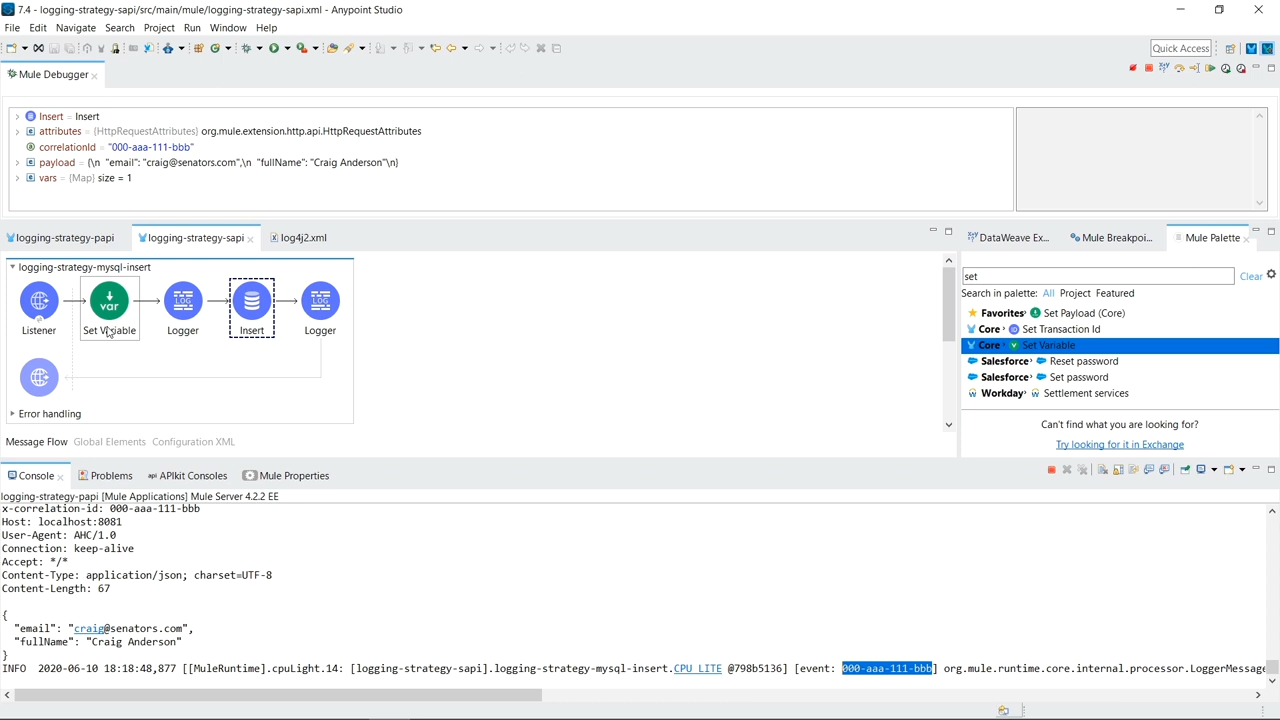 7.4 - logging-strategy-sapi/src/main/mule/logging-strategy-sapi.xml - Anypoint Studio
File Edit Navigate Search Project Run Window Help
Quick Access
Mule Debugger
Insert = Insert
attributes = {HttpRequestAttributes} org.mule.extension.http.api.HttpRequestAttributes
correlationId = "000-aaa-111-bbb"
payload = {\n "email": "craig@senators.com",\n "fullName": "Craig Anderson"\n}
vars = {Map} size = 1
logging-strategy-papi logging-strategy-sapi log4j2.xml
logging-strategy-mysql-insert
var LOG LOG
Listener Set Variable Logger Insert Logger
Error handling
Message Flow Global Elements Configuration XML
DataWeave Ex... Mule Breakpoi... Mule Palette
set Clear
Search in palette: All Project Featured
Favorites Set Payload (Core)
Core Set Transaction Id
Core Set Variable
Salesforce Reset password
Salesforce Set password
Workday Settlement services
Can't find what you are looking for?
Try looking for it in Exchange
Console Problems api APIkit Consoles Mule Properties
logging-strategy-papi [Mule Applications] Mule Server 4.2.2 EE
x-correlation-id: 000-aaa-111-bbb
Host: localhost:8081
User-Agent: AHC/1.0
Connection: keep-alive
Accept: */*
Content-Type: application/json; charset=UTF-8
Content-Length: 67
{
"email": "craig@senators.com",
"fullName": "Craig Anderson"
}
INFO 2020-06-10 18:18:48,877 [[MuleRuntime].cpuLight.14: [logging-strategy-sapi].logging-strategy-mysql-insert.CPU_LITE @798b5136] [event: 000-aaa-111-bbb] org.mule.runtime.core.internal.processor.LoggerMessage